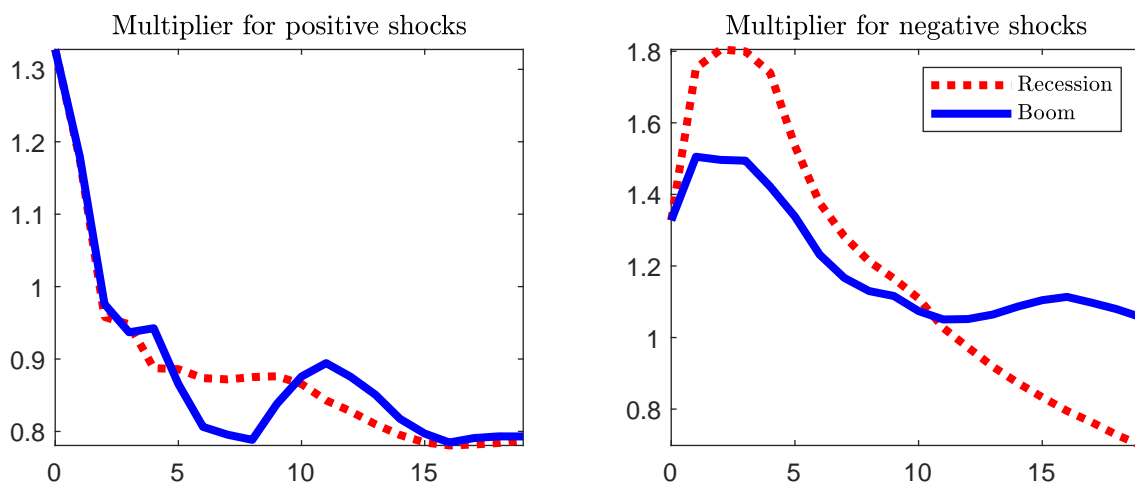 Multiplier for positive shocks
1.3
1.2
1.1
1
0.9
0.8
0 5 10 15
Multiplier for negative shocks
1.8
1.6
1.4
1.2
1
0.8
0 5 10 15
Recession
Boom